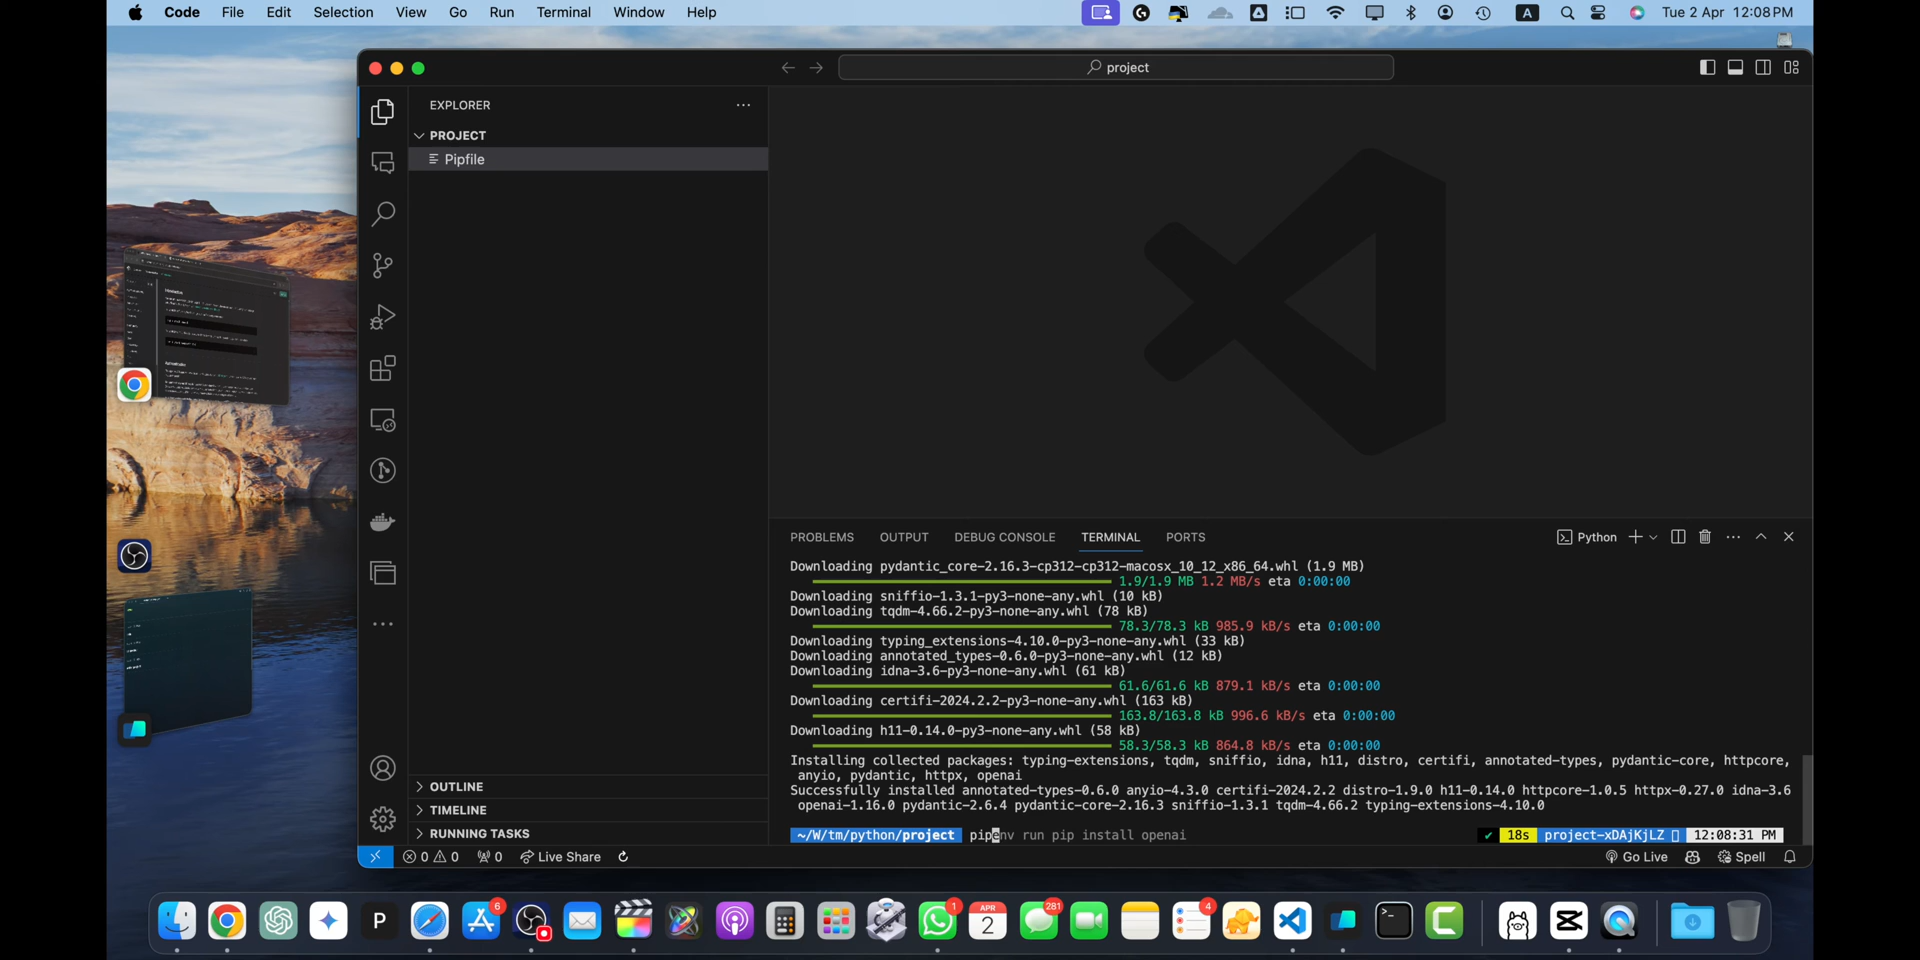 Code File Edit Selection View Go Run Terminal Window Help A Tue 2 Apr 12:08 PM
project
EXPLORER
PROJECT
Pipfile
PROBLEMS OUTPUT DEBUG CONSOLE TERMINAL PORTS Python
Downloading pydantic_core-2.16.3-cp312-cp312-macosx_10_12_x86_64.whl (1.9 MB)
1.9/1.9 MB 1.2 MB/s eta 0:00:00
Downloading sniffio-1.3.1-py3-none-any.whl (10 kB)
Downloading tqdm-4.66.2-py3-none-any.whl (78 kB)
78.3/78.3 kB 985.9 kB/s eta 0:00:00
Downloading typing_extensions-4.10.0-py3-none-any.whl (33 kB)
Downloading annotated_types-0.6.0-py3-none-any.whl (12 kB)
Downloading idna-3.6-py3-none-any.whl (61 kB)
61.6/61.6 kB 879.1 kB/s eta 0:00:00
Downloading certifi-2024.2.2-py3-none-any.whl (163 kB)
163.8/163.8 kB 996.6 kB/s eta 0:00:00
Downloading h11-0.14.0-py3-none-any.whl (58 kB)
58.3/58.3 kB 864.8 kB/s eta 0:00:00
Installing collected packages: typing-extensions, tqdm, sniffio, idna, h11, distro, certifi, annotated-types, pydantic-core, httpcore,
anyio, pydantic, httpx, openai
Successfully installed annotated-types-0.6.0 anyio-4.3.0 certifi-2024.2.2 distro-1.9.0 h11-0.14.0 httpcore-1.0.5 httpx-0.27.0 idna-3.6
openai-1.16.0 pydantic-2.6.4 pydantic-core-2.16.3 sniffio-1.3.1 tqdm-4.66.2 typing-extensions-4.10.0
~/W/tm/python/project pipenv run pip install openai ✔ 18s project-xDAjKjLZ 12:08:31 PM
OUTLINE
TIMELINE
RUNNING TASKS
0 0 0 Live Share Go Live Spell
6 1 281 4
P APR 2